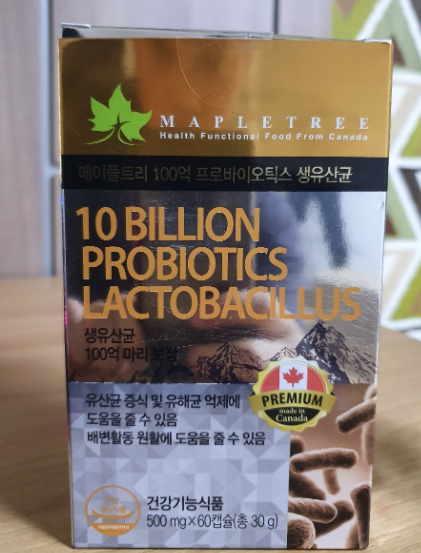 MAPLETREE
Health Functional Food From Canada
메이플트리 100억 프로바이오틱스 생유산균
10 BILLION
PROBIOTICS
LACTOBACILLUS
생유산균
100억 마리 보장
유산균 증식 및 유해균 억제에
도움을 줄 수 있음
배변활동 원활에 도움을 줄 수 있음
PREMIUM
made in
Canada
건강기능식품
500 mg×60캡슐(총 30 g)